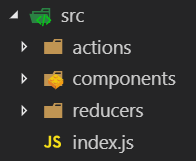 src
actions
components
reducers
JS index.js